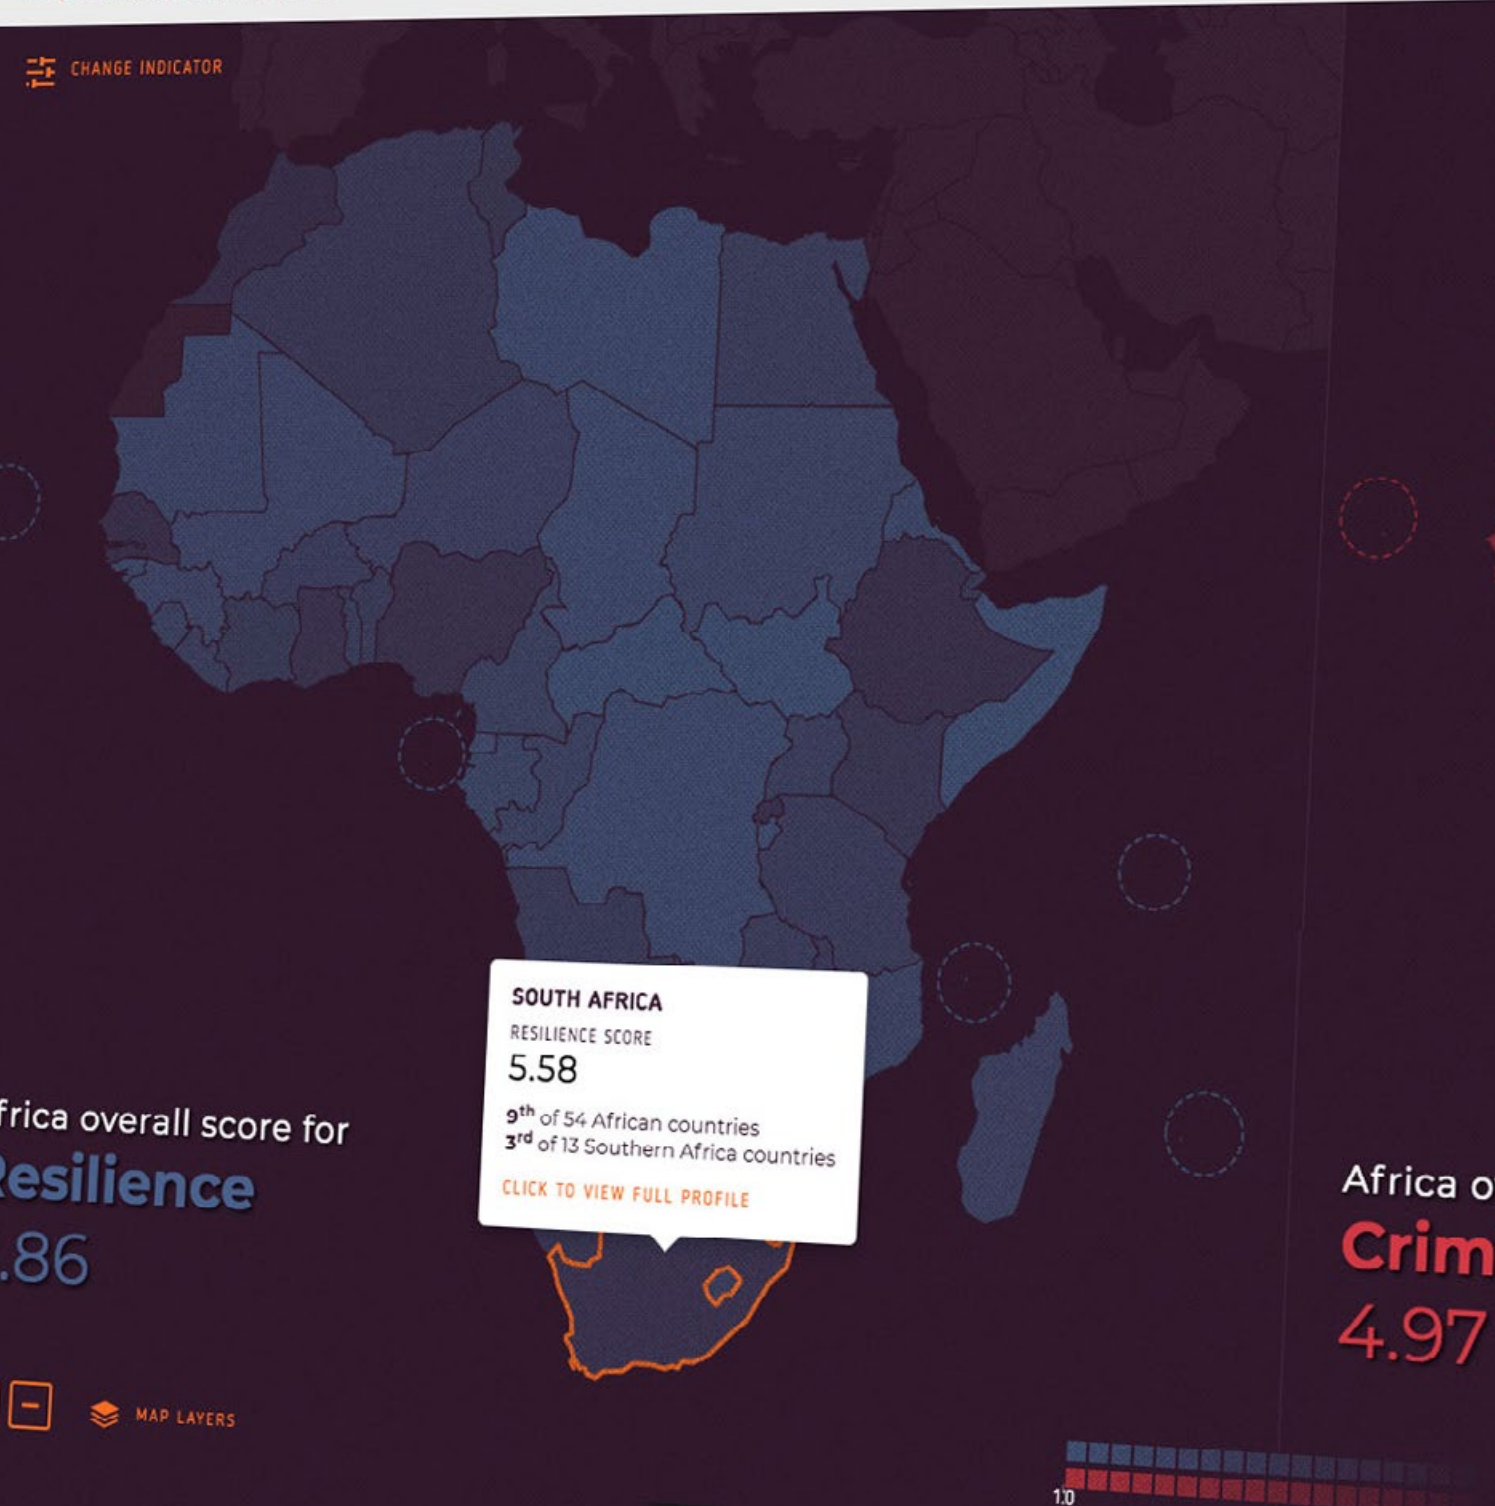 CHANGE INDICATOR
SOUTH AFRICA
RESILIENCE SCORE
5.58
9th of 54 African countries
3rd of 13 Southern Africa countries
CLICK TO VIEW FULL PROFILE
frica overall score for
esilience
.86
Africa o
Crim
4.97
MAP LAYERS
1.0